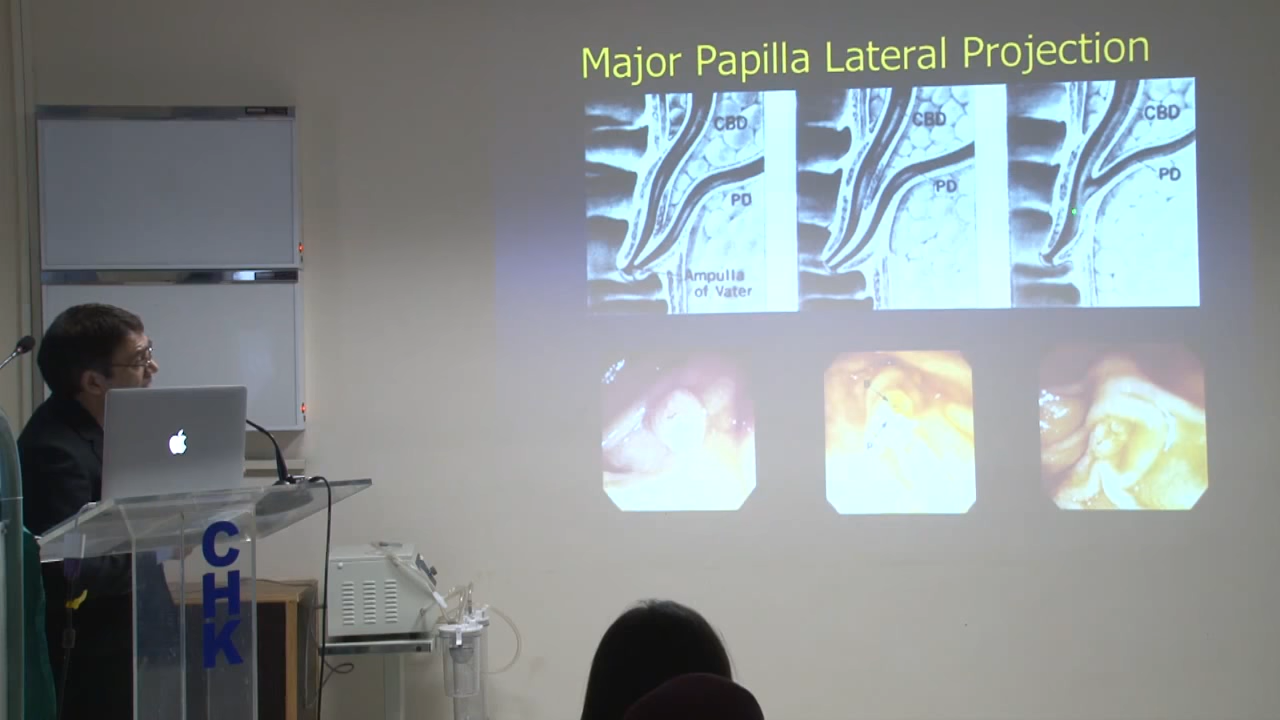 Major Papilla Lateral Projection
CBD
PD
Ampulla
of Vater
CBD
PD
CBD
PD
CHK